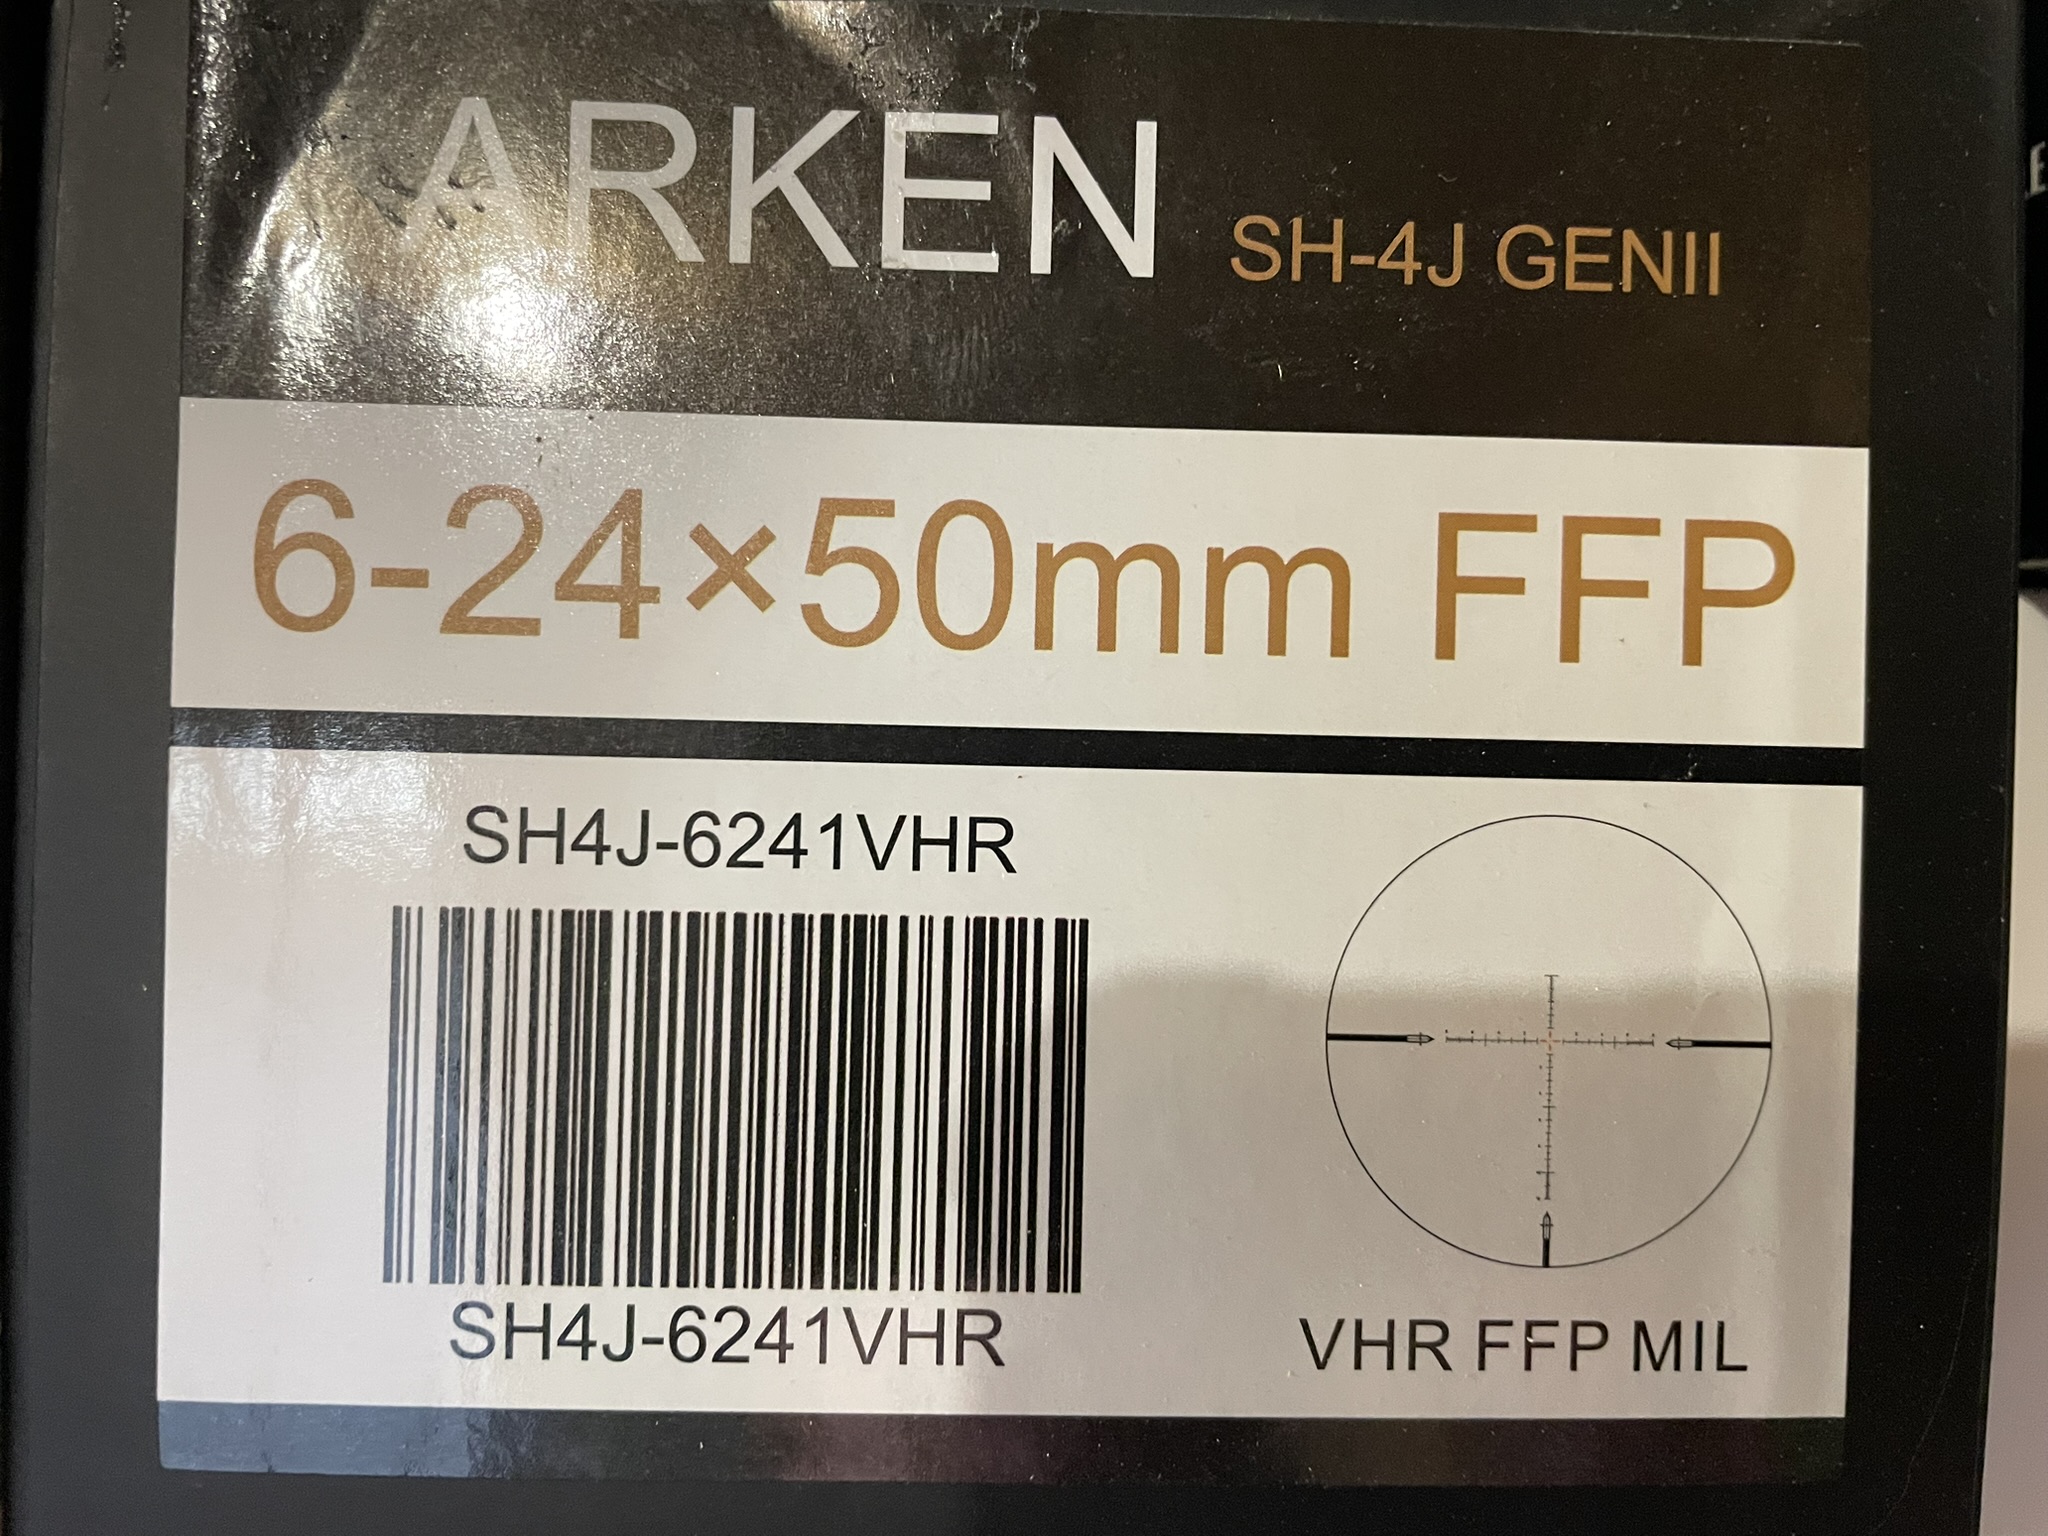 ARKEN SH-4J GENII
6-24×50mm FFP
SH4J-6241VHR
SH4J-6241VHR
VHR FFP MIL